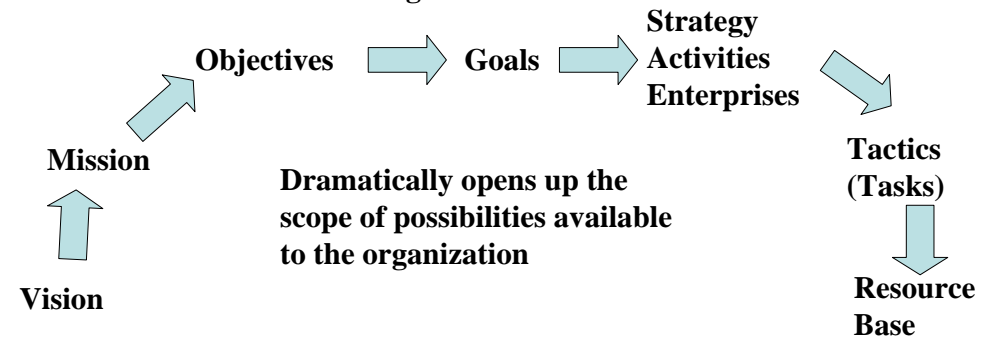 Strategy
Objectives
Goals
Activities
Enterprises
Mission
Tactics
(Tasks)
Dramatically opens up the
scope of possibilities available
to the organization
Vision
Resource
Base